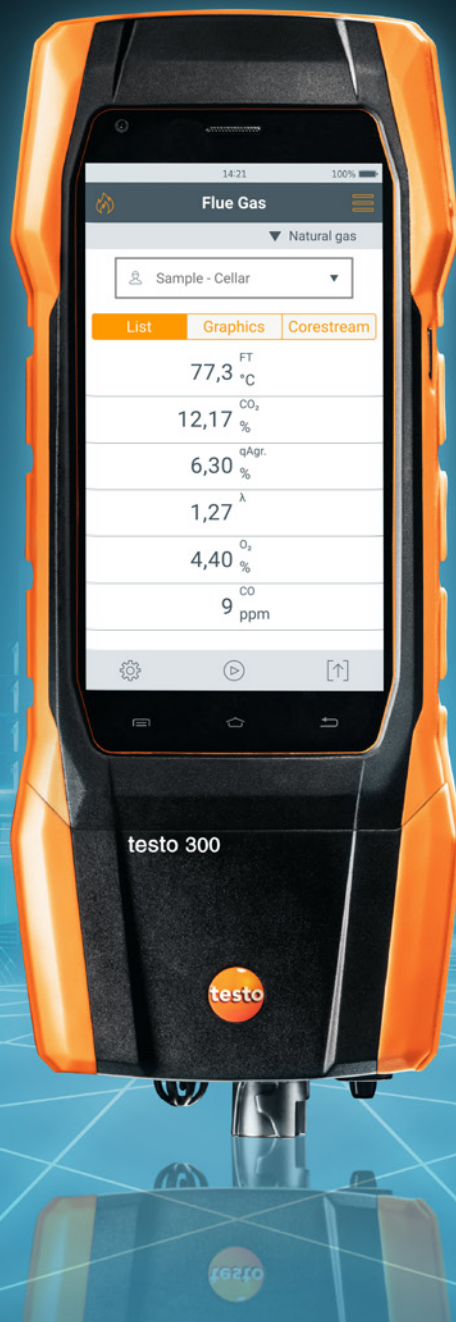 14:21 100%
Flue Gas
Natural gas
Sample - Cellar
List Graphics Corestream
77,3 FT °C
12,17 CO₂ %
6,30 qAgr. %
1,27 λ
4,40 O₂ %
9 CO ppm
testo 300
testo
testo